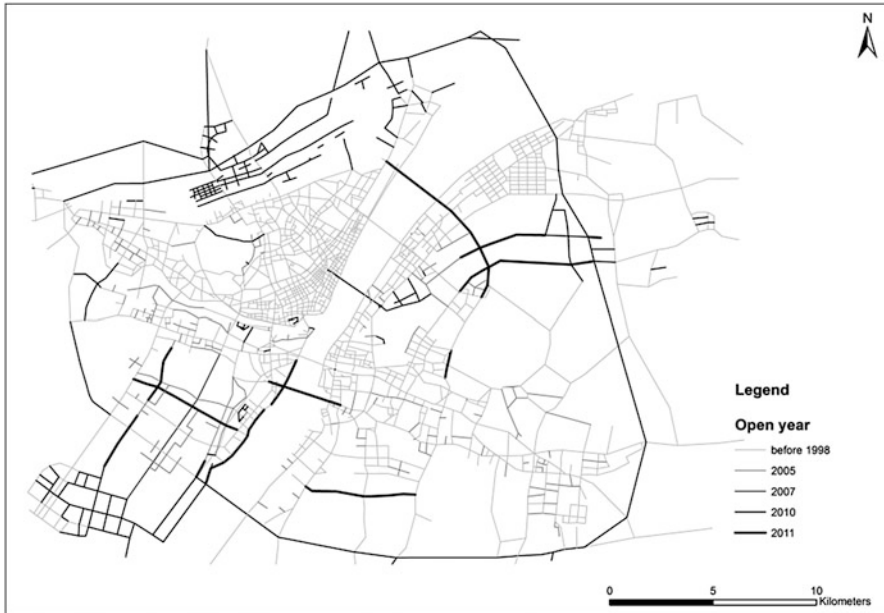 N
Legend
Open year
before 1998
2005
2007
2010
2011
0 5 10
Kilometers